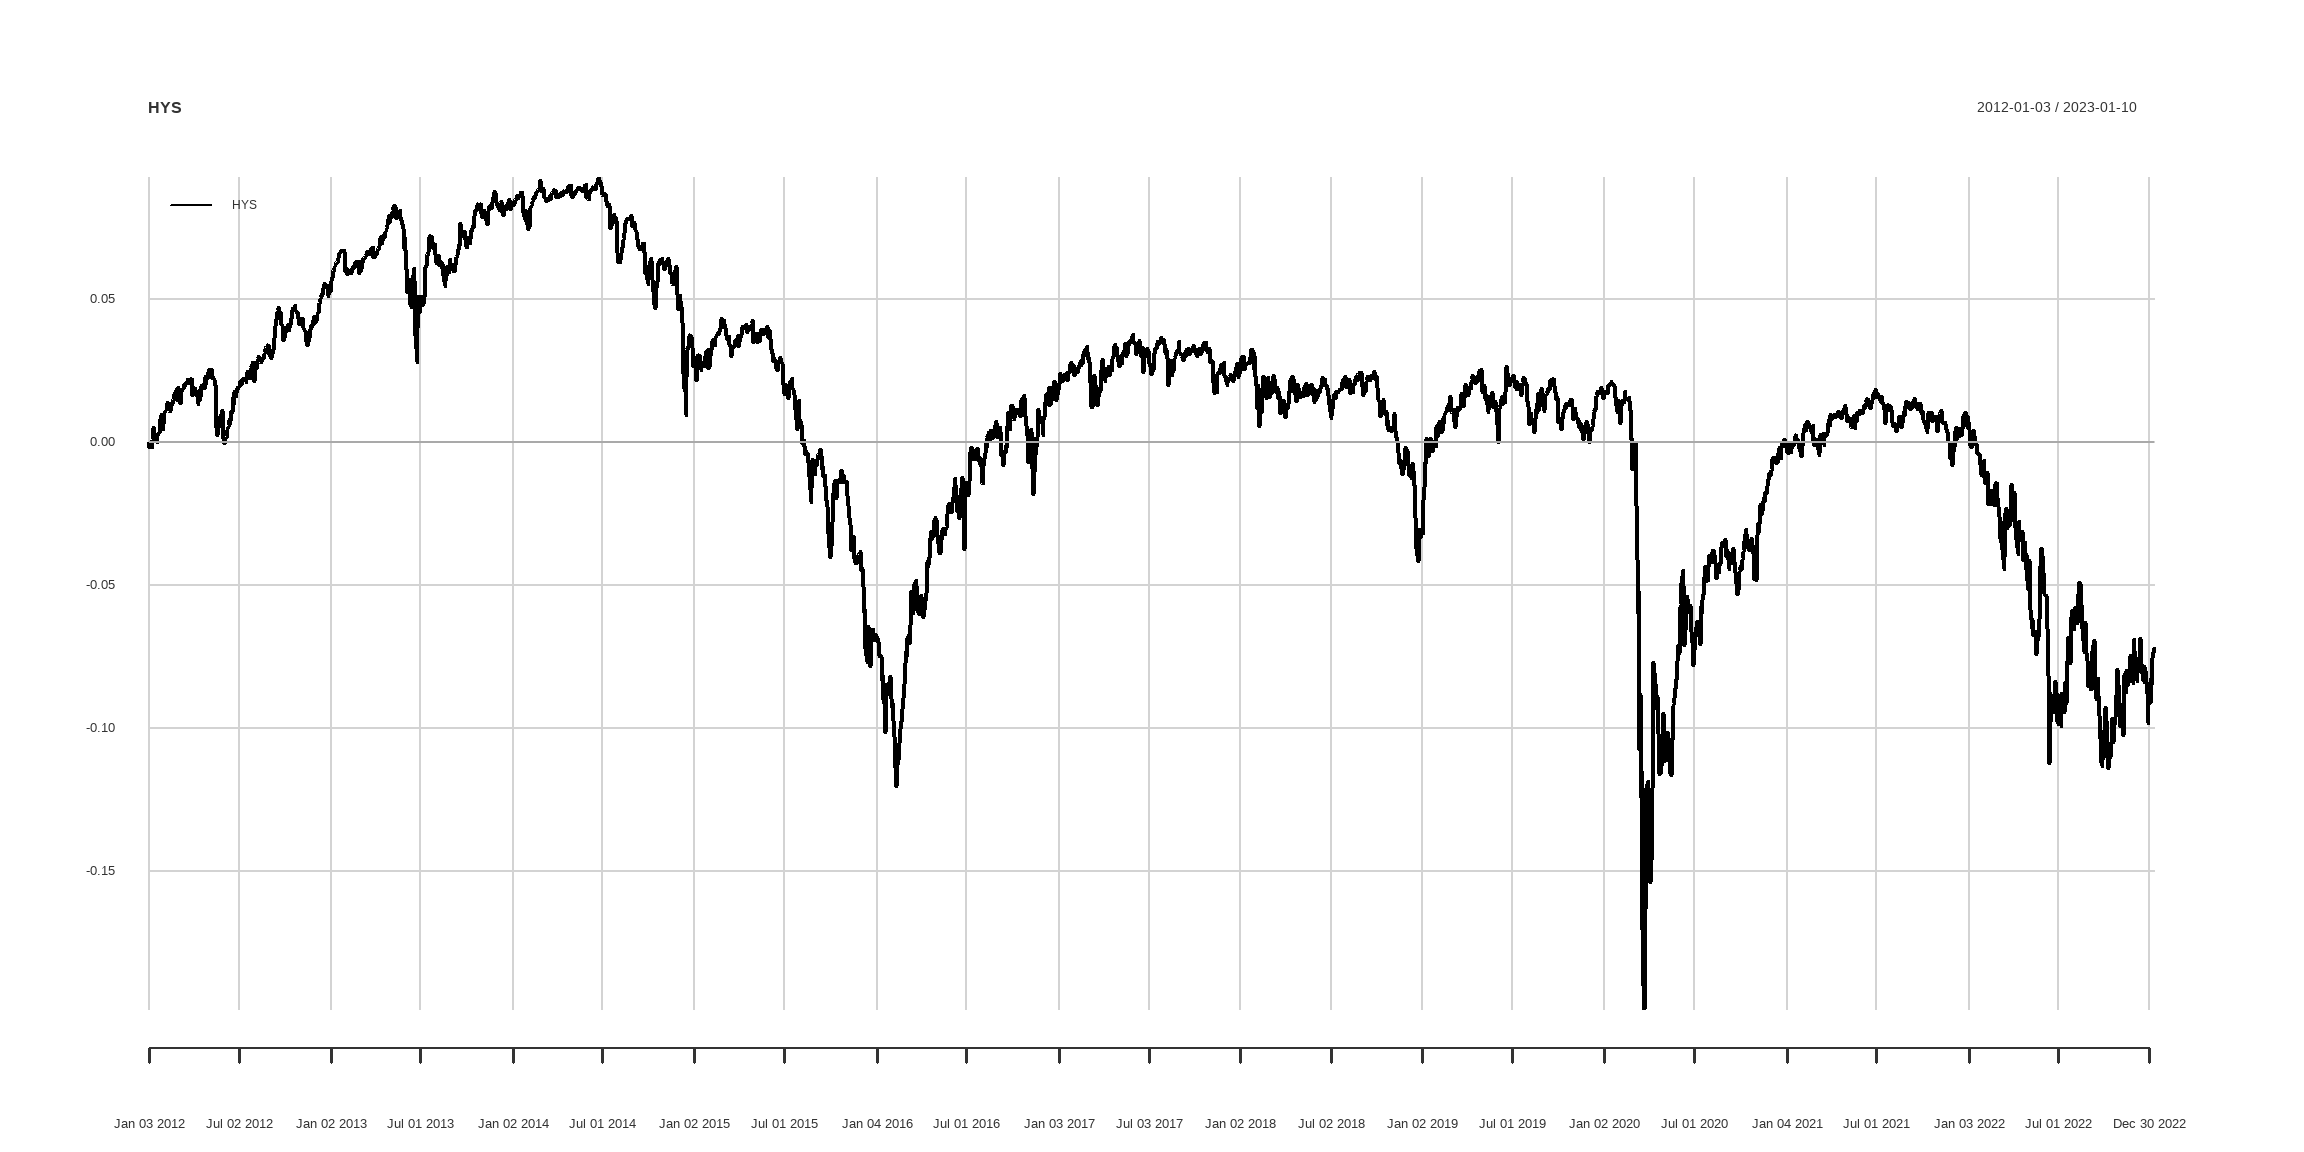 HYS
2012-01-03 / 2023-01-10
HYS
0.05
0.00
-0.05
-0.10
-0.15
Jan 03 2012
Jul 02 2012
Jan 02 2013
Jul 01 2013
Jan 02 2014
Jul 01 2014
Jan 02 2015
Jul 01 2015
Jan 04 2016
Jul 01 2016
Jan 03 2017
Jul 03 2017
Jan 02 2018
Jul 02 2018
Jan 02 2019
Jul 01 2019
Jan 02 2020
Jul 01 2020
Jan 04 2021
Jul 01 2021
Jan 03 2022
Jul 01 2022
Dec 30 2022